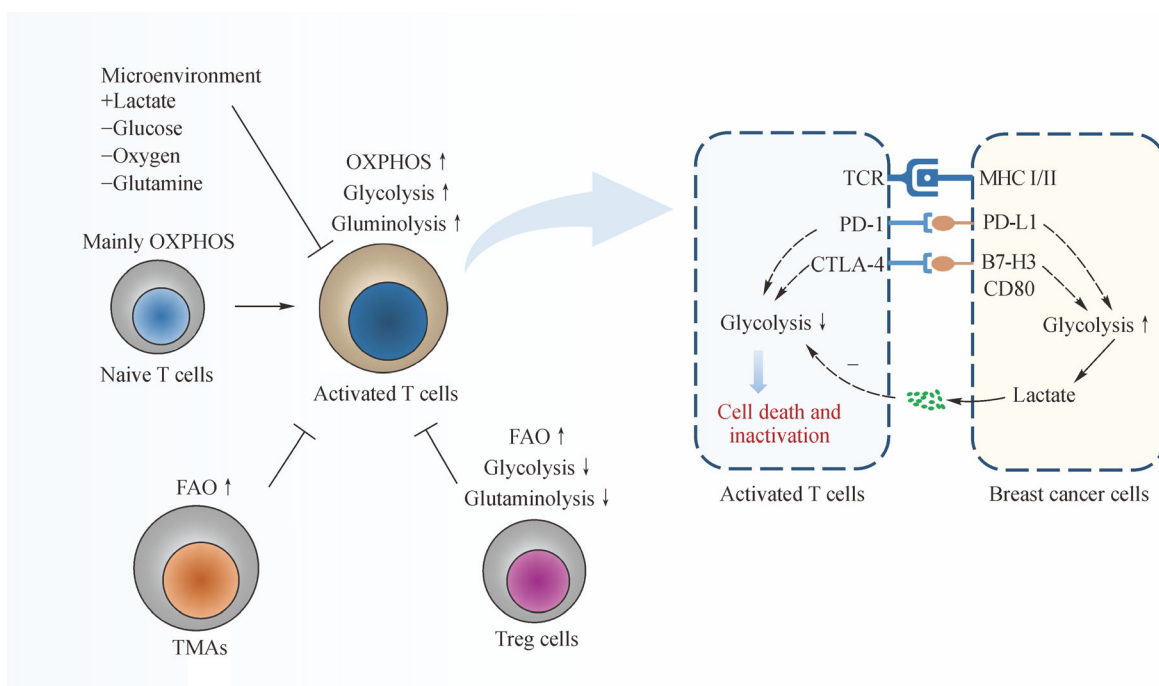 Microenvironment
+Lactate
−Glucose
−Oxygen
−Glutamine
OXPHOS ↑
Glycolysis ↑
Gluminolysis ↑
Mainly OXPHOS
Naive T cells
Activated T cells
FAO ↑
TMAs
FAO ↑
Glycolysis ↓
Glutaminolysis ↓
Treg cells
TCR
MHC I/II
PD-1
PD-L1
CTLA-4
B7-H3
CD80
Glycolysis ↓
Glycolysis ↑
−
Lactate
Cell death and
inactivation
Activated T cells
Breast cancer cells